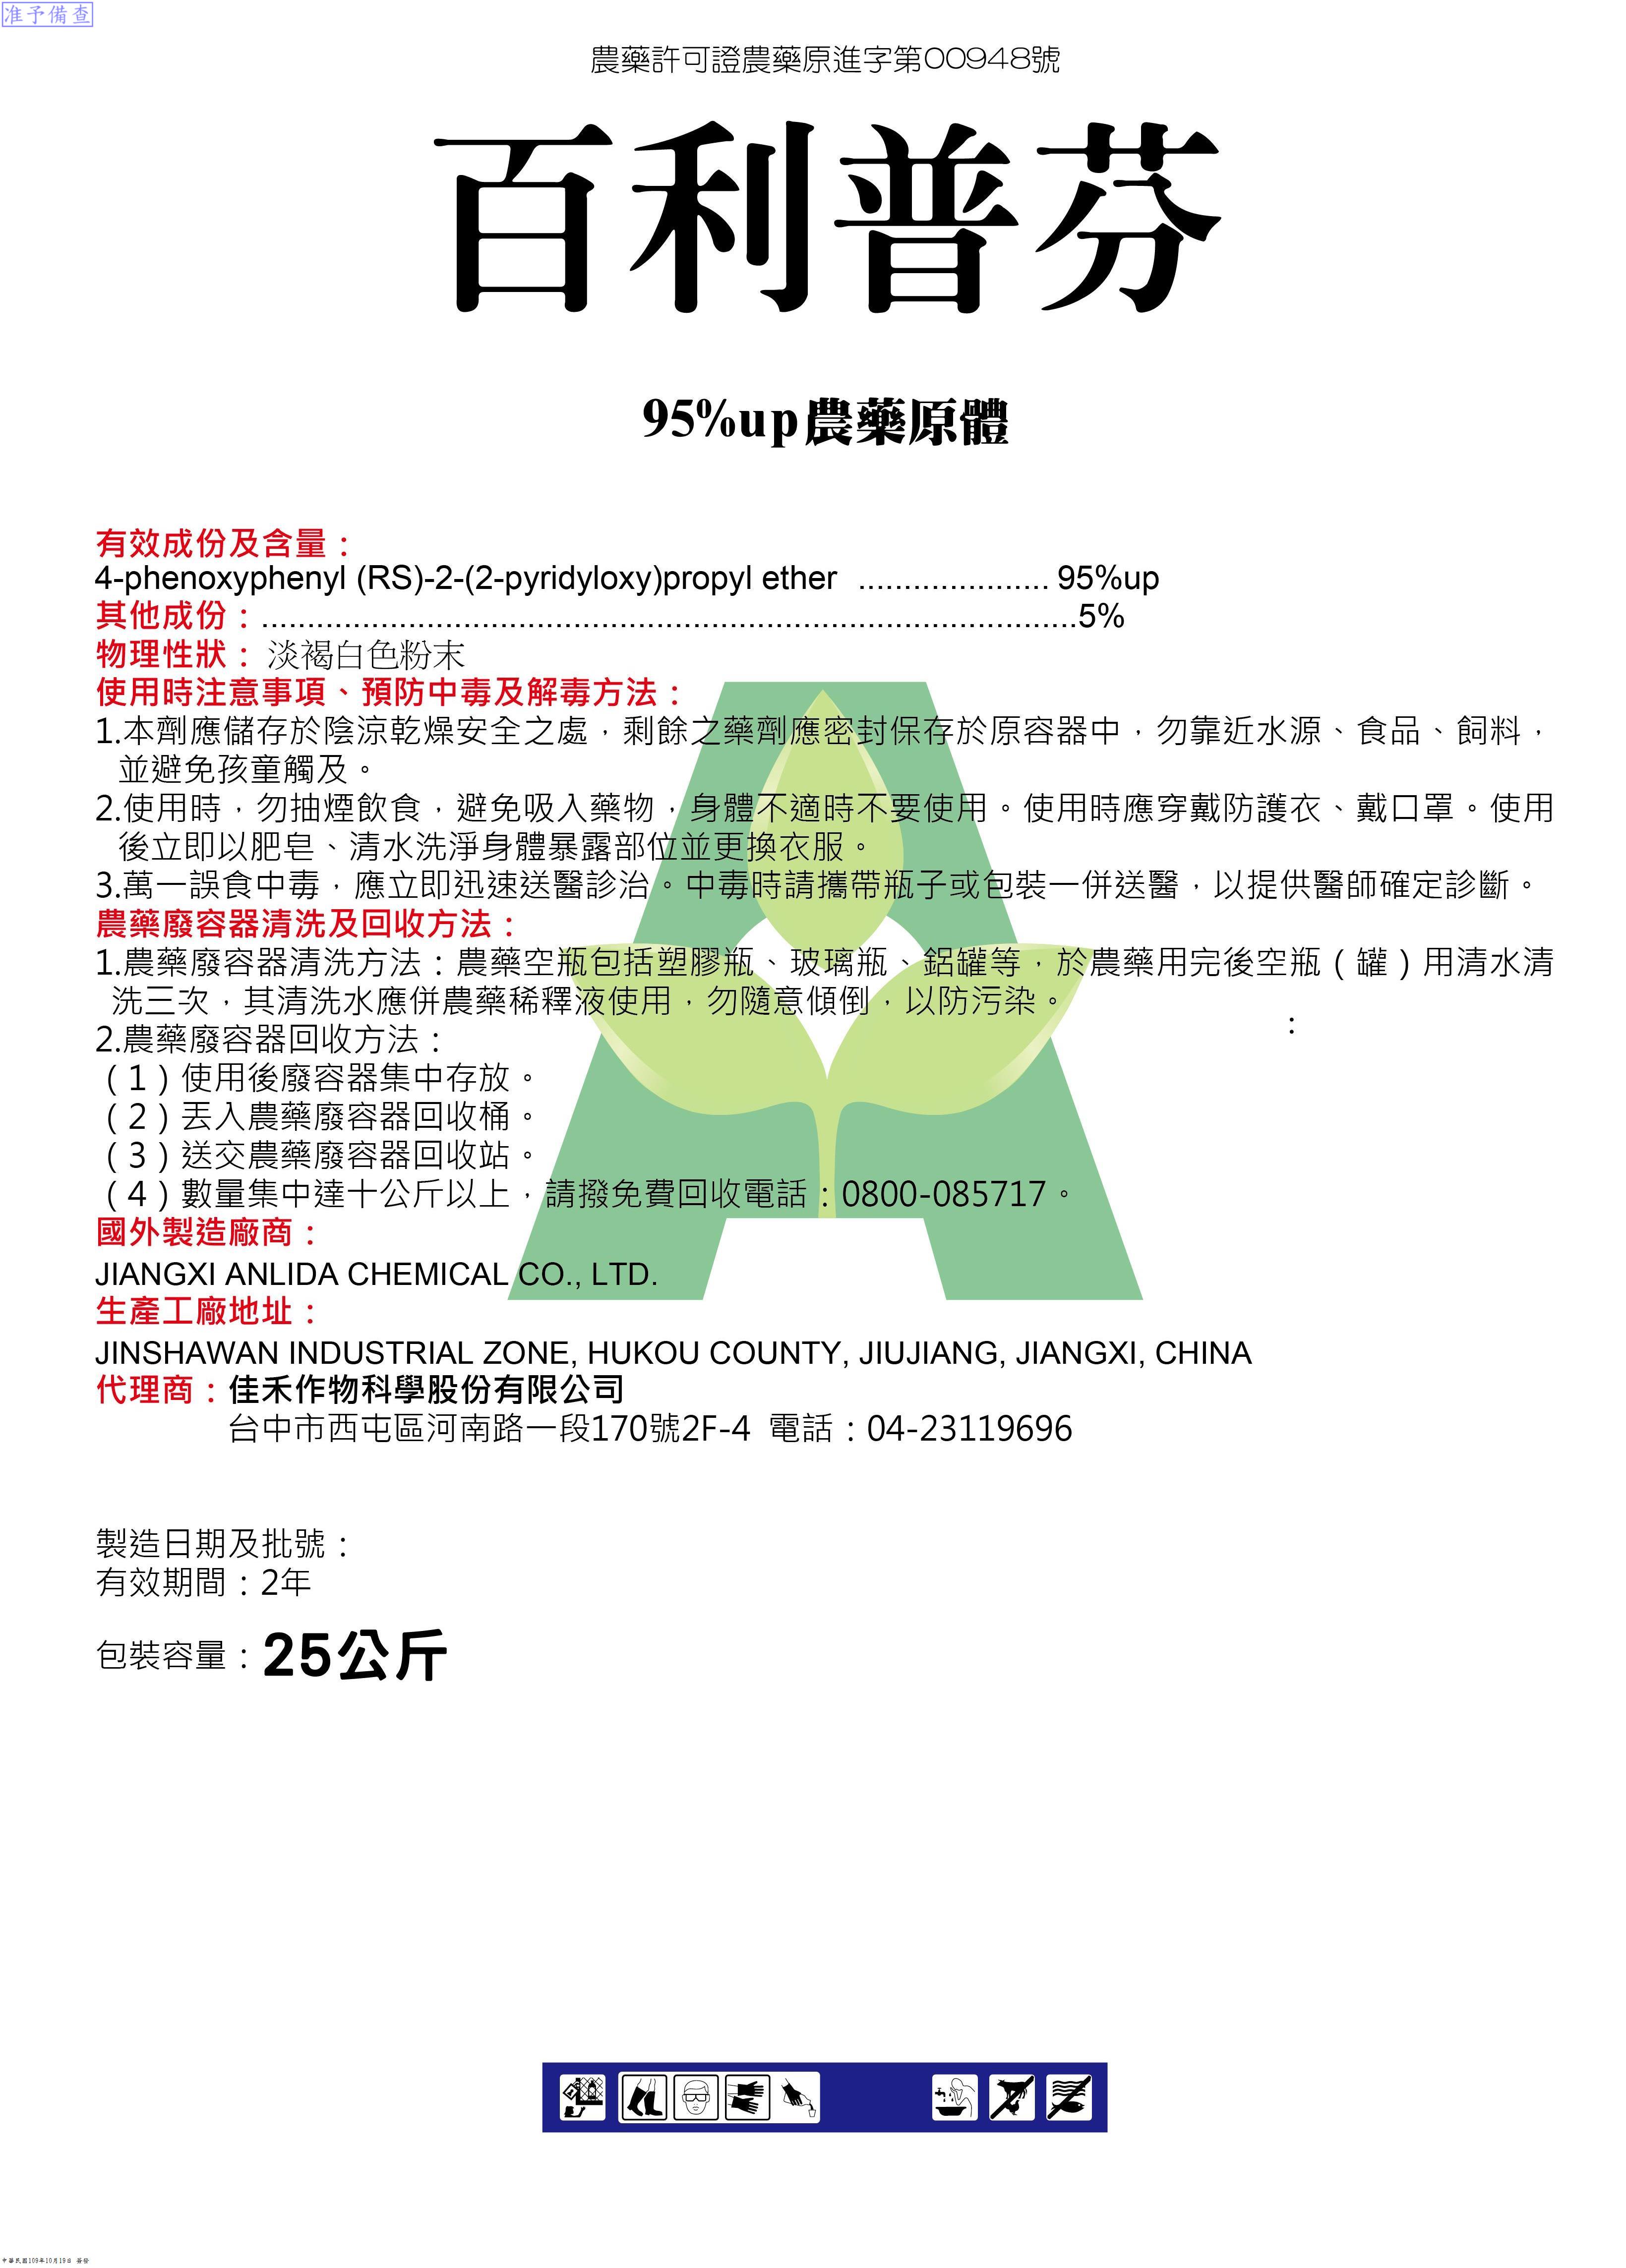 准予備查
農藥許可證農藥原進字第00948號
百利普芬
95%up農藥原體
有效成份及含量：
4-phenoxyphenyl (RS)-2-(2-pyridyloxy)propyl ether ..................... 95%up
其他成份：.........................................................................................5%
物理性狀： 淡褐白色粉末
使用時注意事項、預防中毒及解毒方法：
1.本劑應儲存於陰涼乾燥安全之處，剩餘之藥劑應密封保存於原容器中，勿靠近水源、食品、飼料，
並避免孩童觸及。
2.使用時，勿抽煙飲食，避免吸入藥物，身體不適時不要使用。使用時應穿戴防護衣、戴口罩。使用
後立即以肥皂、清水洗淨身體暴露部位並更換衣服。
3.萬一誤食中毒，應立即迅速送醫診治。中毒時請攜帶瓶子或包裝一併送醫，以提供醫師確定診斷。
農藥廢容器清洗及回收方法：
1.農藥廢容器清洗方法：農藥空瓶包括塑膠瓶、玻璃瓶、鋁罐等，於農藥用完後空瓶（罐）用清水清
洗三次，其清洗水應併農藥稀釋液使用，勿隨意傾倒，以防污染。
：
2.農藥廢容器回收方法：
（1）使用後廢容器集中存放。
（2）丟入農藥廢容器回收桶。
（3）送交農藥廢容器回收站。
（4）數量集中達十公斤以上，請撥免費回收電話：0800-085717。
國外製造廠商：
JIANGXI ANLIDA CHEMICAL CO., LTD.
生產工廠地址：
JINSHAWAN INDUSTRIAL ZONE, HUKOU COUNTY, JIUJIANG, JIANGXI, CHINA
代理商：佳禾作物科學股份有限公司
台中市西屯區河南路一段170號2F-4 電話：04-23119696
製造日期及批號：
有效期間：2年
包裝容量：25公斤
中華民國109年10月19日 簽發